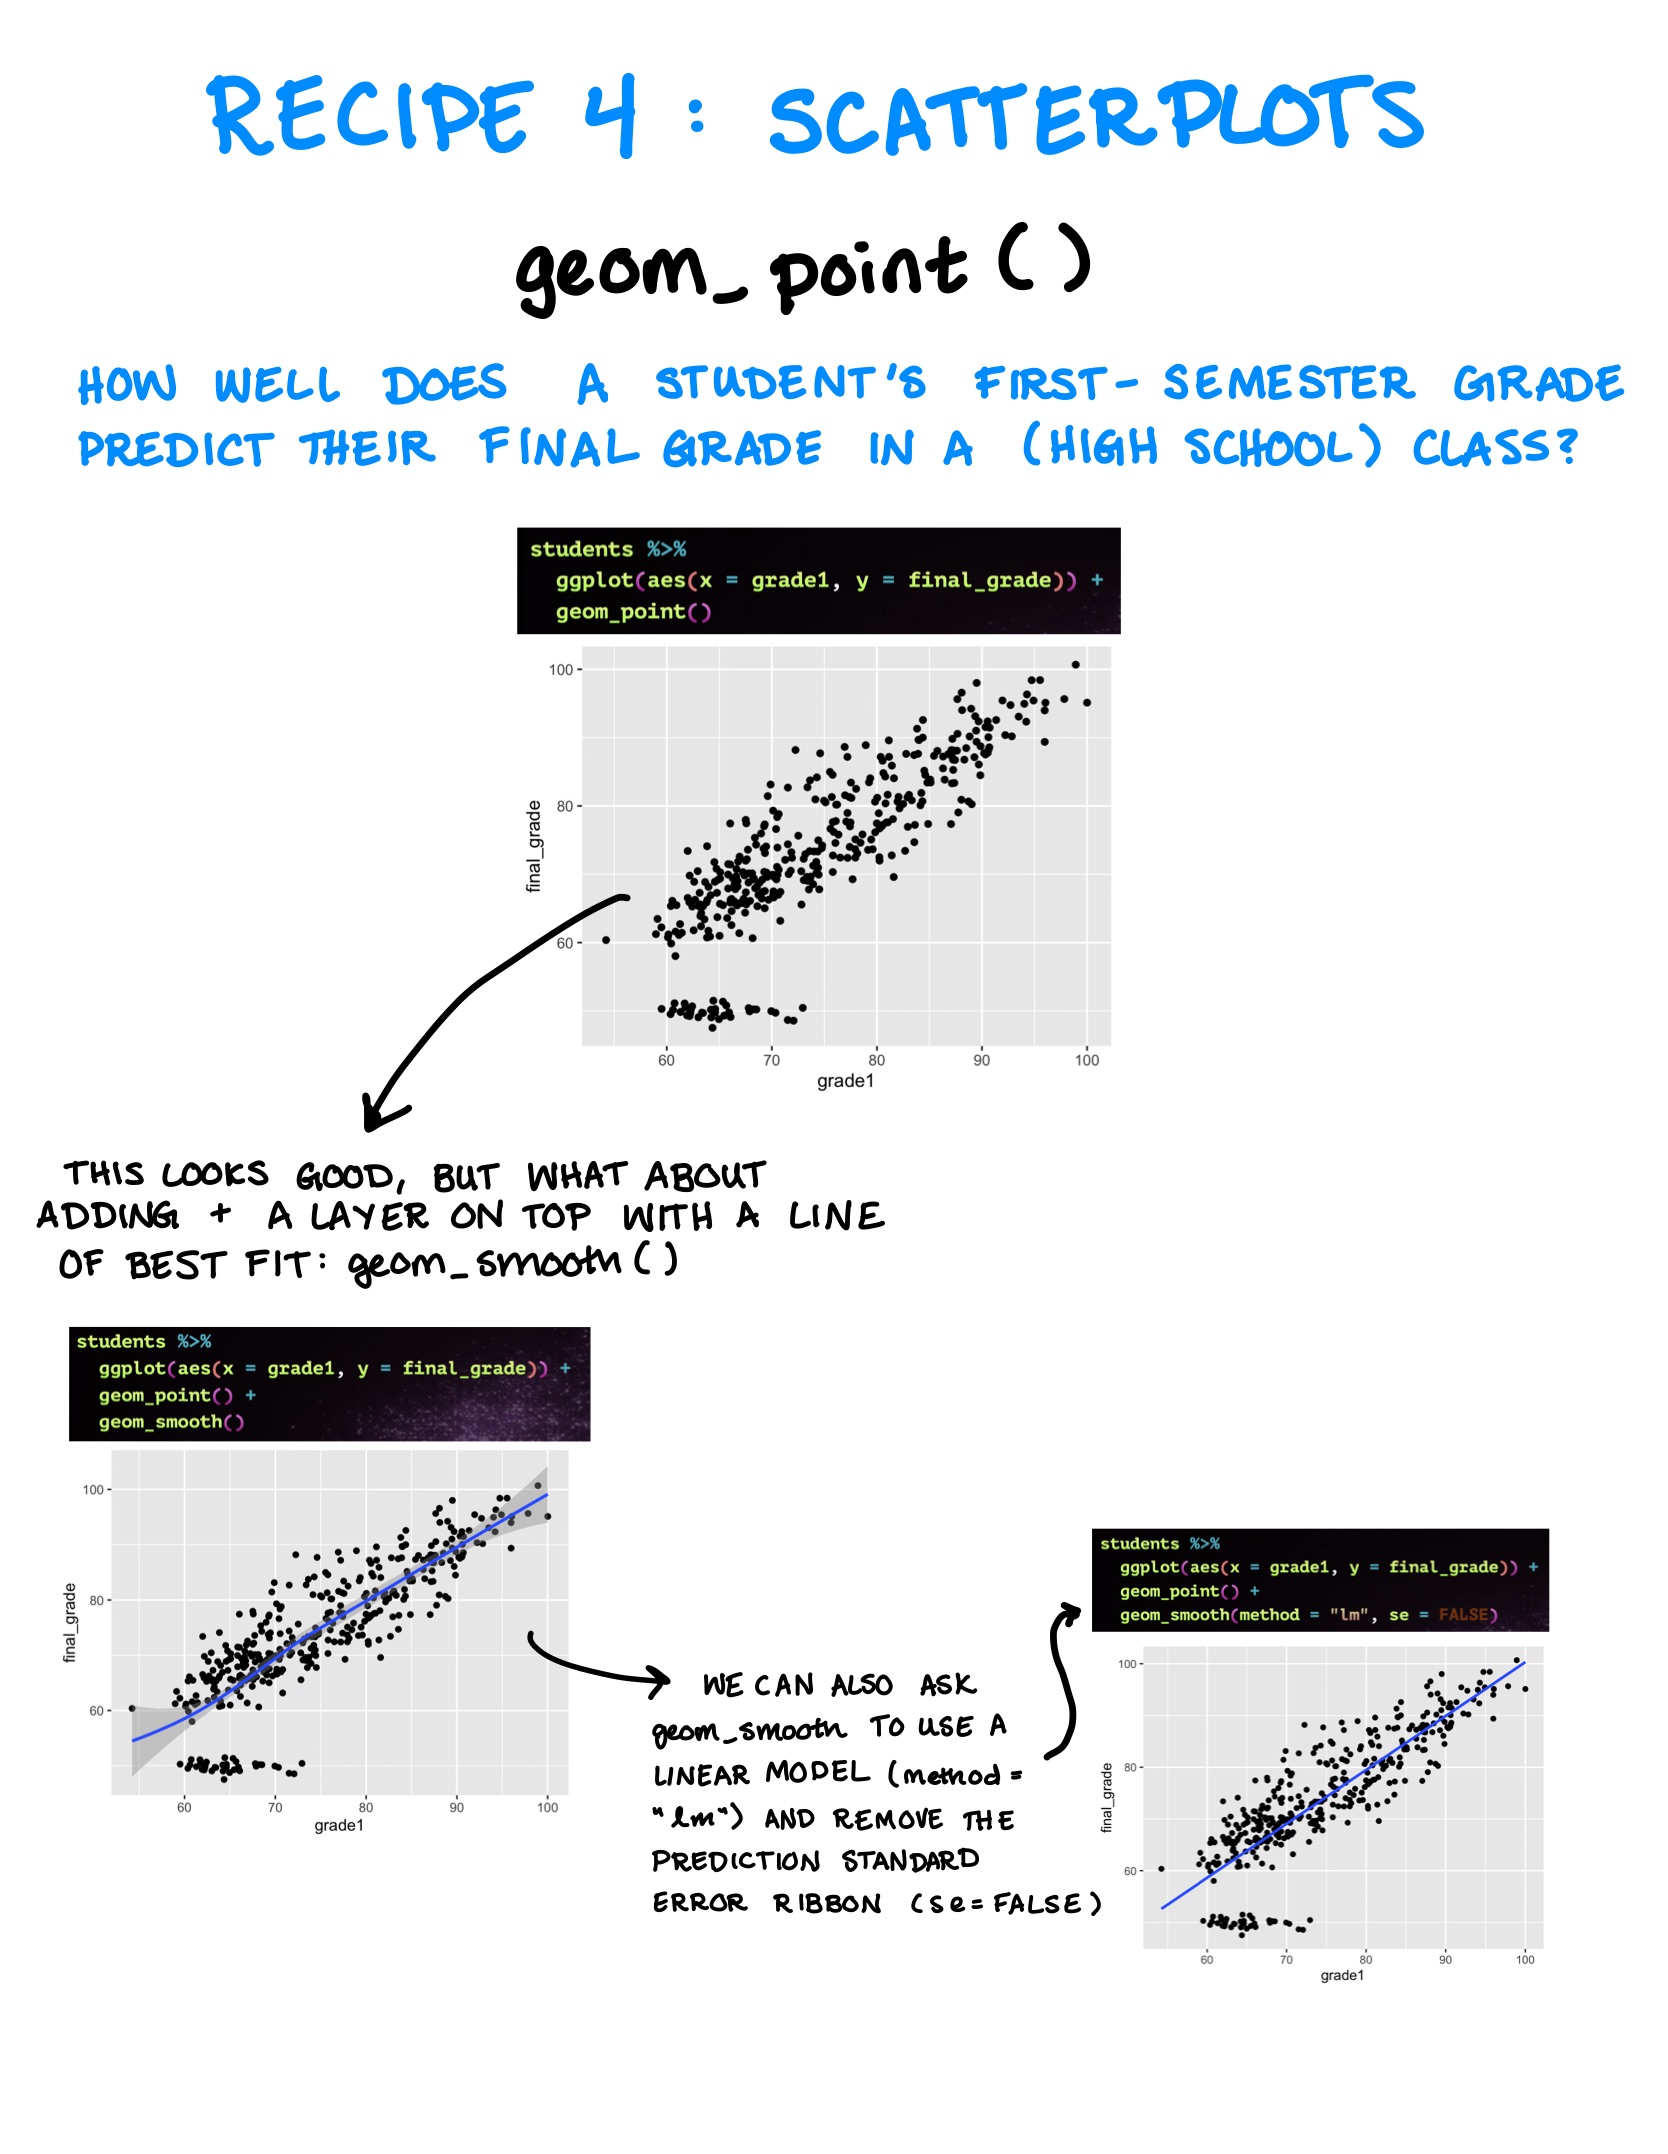 RECIPE 4 : SCATTERPLOTS
geom_point()
HOW WELL DOES A STUDENT'S FIRST-SEMESTER GRADE
PREDICT THEIR FINAL GRADE IN A (HIGH SCHOOL) CLASS?
students %>%
ggplot(aes(x = grade1, y = final_grade)) +
geom_point()
100
80
60
final_grade
60 70 80 90 100
grade1
THIS LOOKS GOOD, BUT WHAT ABOUT
ADDING + A LAYER ON TOP WITH A LINE
OF BEST FIT: geom_smooth()
students %>%
ggplot(aes(x = grade1, y = final_grade)) +
geom_point() +
geom_smooth()
100
80
60
final_grade
60 70 80 90 100
grade1
WE CAN ALSO ASK
geom_smooth TO USE A
LINEAR MODEL (method =
"lm") AND REMOVE THE
PREDICTION STANDARD
ERROR RIBBON (se=FALSE)
students %>%
ggplot(aes(x = grade1, y = final_grade)) +
geom_point() +
geom_smooth(method = "lm", se = FALSE)
100
80
60
final_grade
60 70 80 90 100
grade1